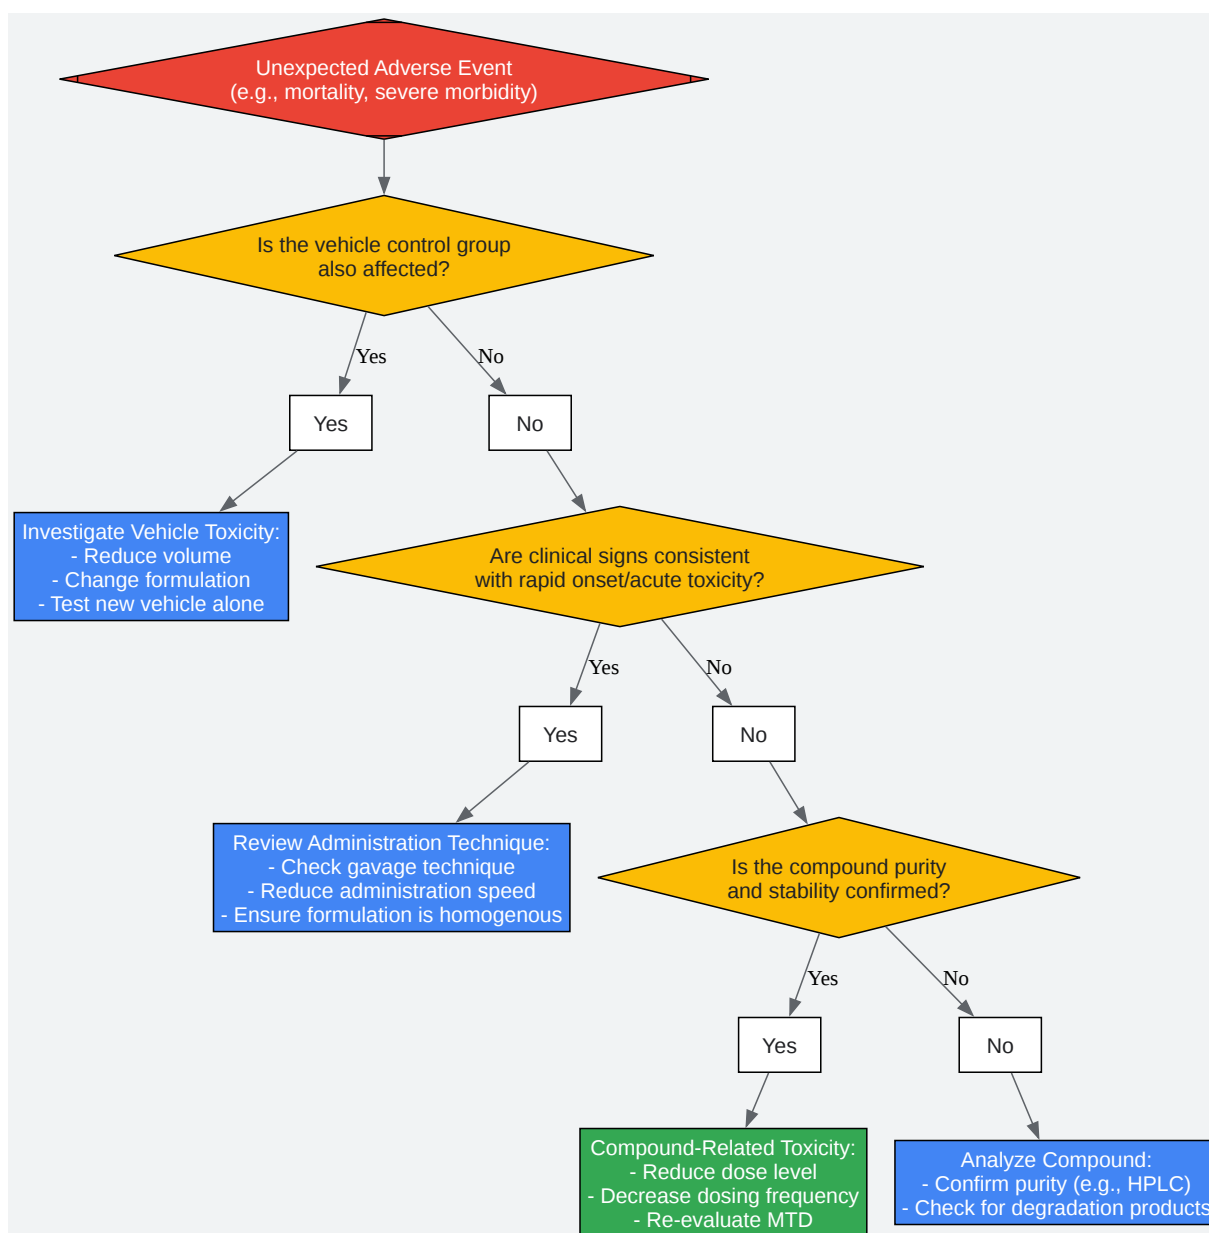 Unexpected Adverse Event
(e.g., mortality, severe morbidity)
Is the vehicle control group
also affected?
Yes
No
Yes
No
Investigate Vehicle Toxicity:
- Reduce volume
- Change formulation
- Test new vehicle alone
Are clinical signs consistent
with rapid onset/acute toxicity?
Yes
No
Yes
No
Review Administration Technique:
- Check gavage technique
- Reduce administration speed
- Ensure formulation is homogenous
Is the compound purity
and stability confirmed?
Yes
No
Yes
No
Compound-Related Toxicity:
- Reduce dose level
- Decrease dosing frequency
- Re-evaluate MTD
Analyze Compound:
- Confirm purity (e.g., HPLC)
- Check for degradation products